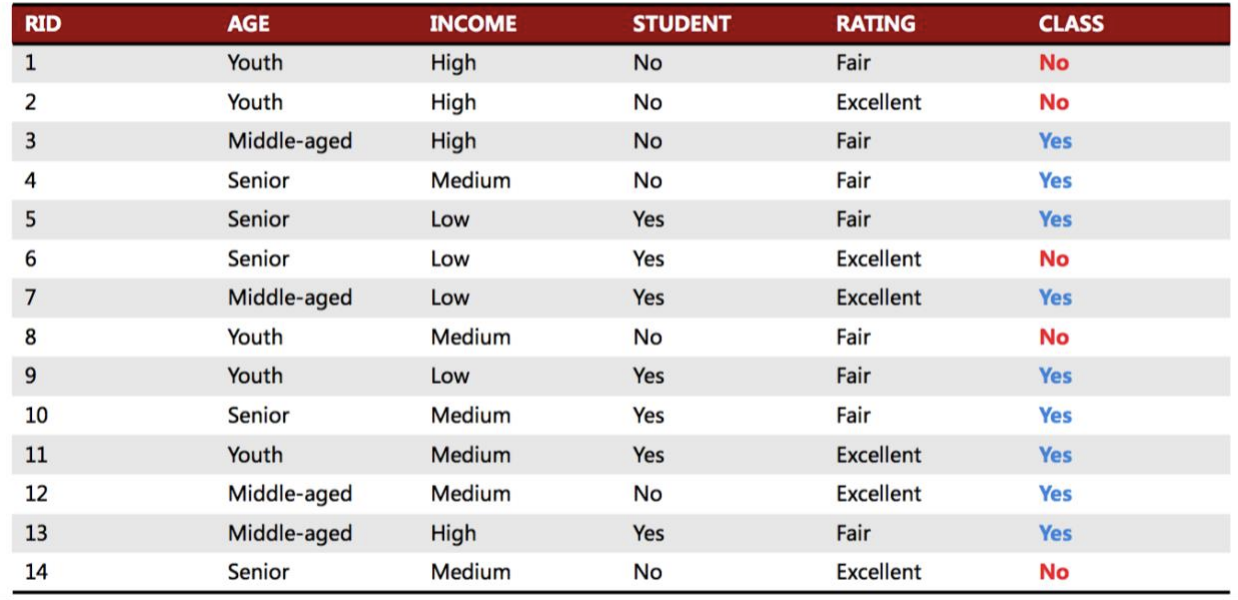 RID AGE INCOME STUDENT RATING CLASS
1 Youth High No Fair No
2 Youth High No Excellent No
3 Middle-aged High No Fair Yes
4 Senior Medium No Fair Yes
5 Senior Low Yes Fair Yes
6 Senior Low Yes Excellent No
7 Middle-aged Low Yes Excellent Yes
8 Youth Medium No Fair No
9 Youth Low Yes Fair Yes
10 Senior Medium Yes Fair Yes
11 Youth Medium Yes Excellent Yes
12 Middle-aged Medium No Excellent Yes
13 Middle-aged High Yes Fair Yes
14 Senior Medium No Excellent No